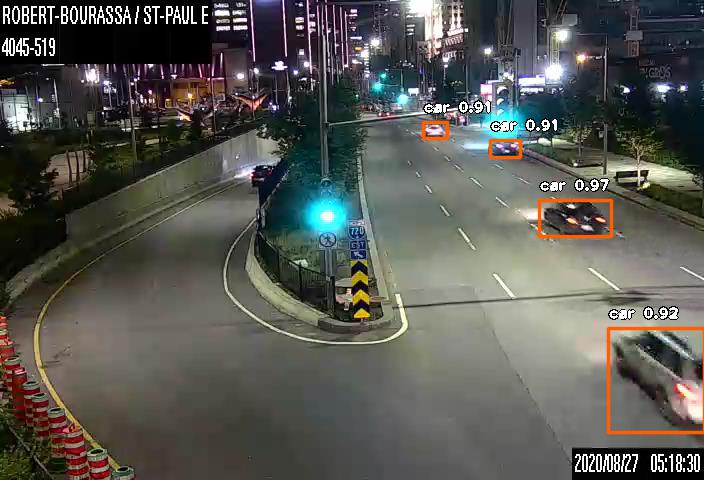 ROBERT-BOURASSA / ST-PAUL E
4045-519
car 0.91
car 0.91
car 0.97
720
EST
car 0.92
2020/08/27 05:18:30